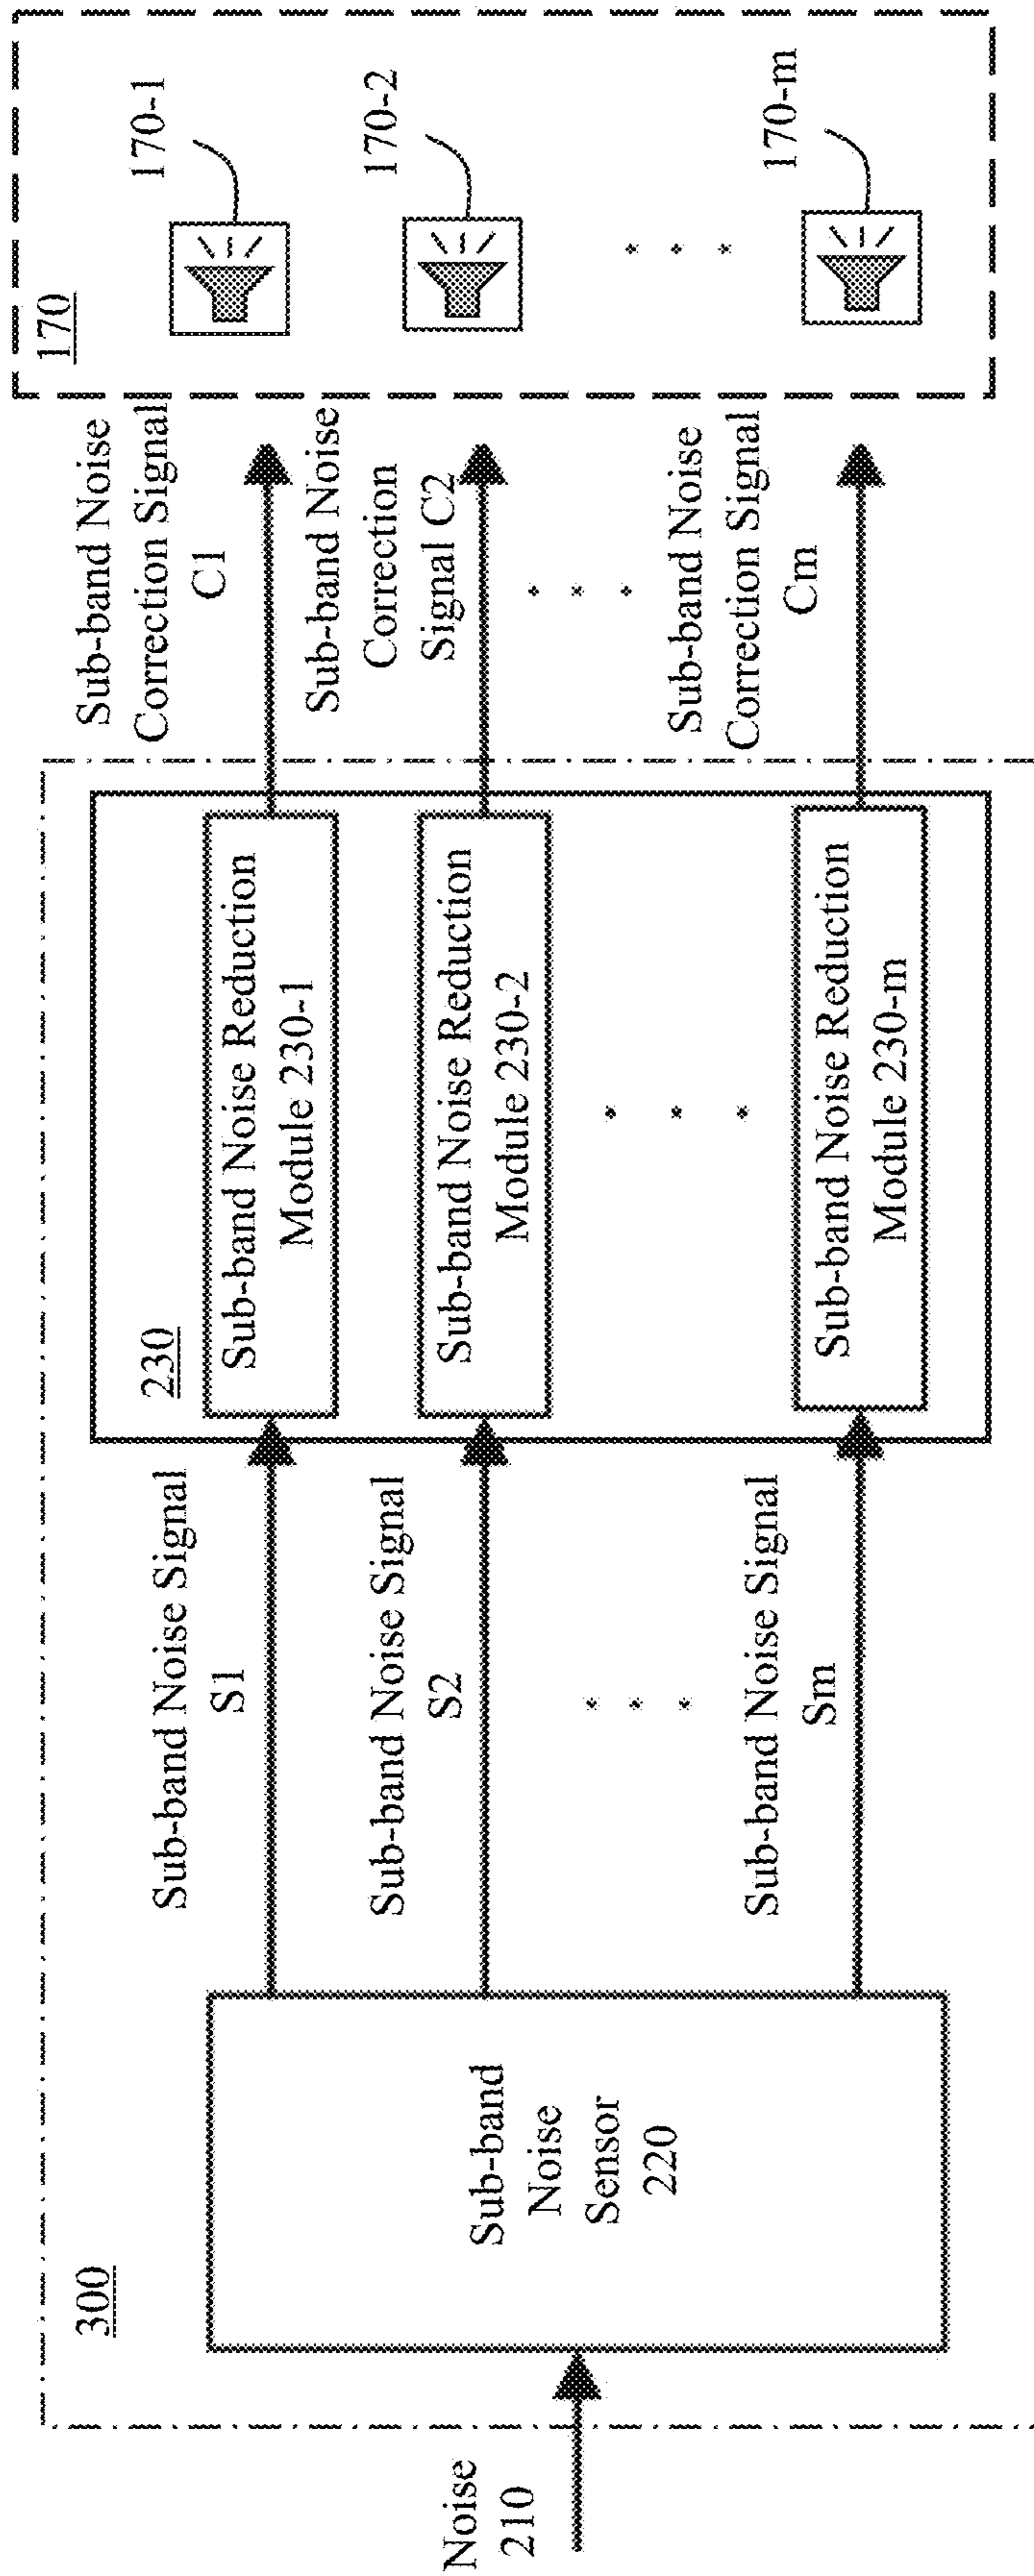 300
Noise
210
Sub-band
Noise
Sensor
220
Sub-band Noise Signal
S1
Sub-band Noise Signal
S2
Sub-band Noise Signal
Sm
230
Sub-band Noise Reduction
Module 230-1
Sub-band Noise Reduction
Module 230-2
Sub-band Noise Reduction
Module 230-m
Sub-band Noise
Correction Signal
C1
Sub-band Noise
Correction
Signal C2
Sub-band Noise
Correction Signal
Cm
170
170-1
170-2
170-m